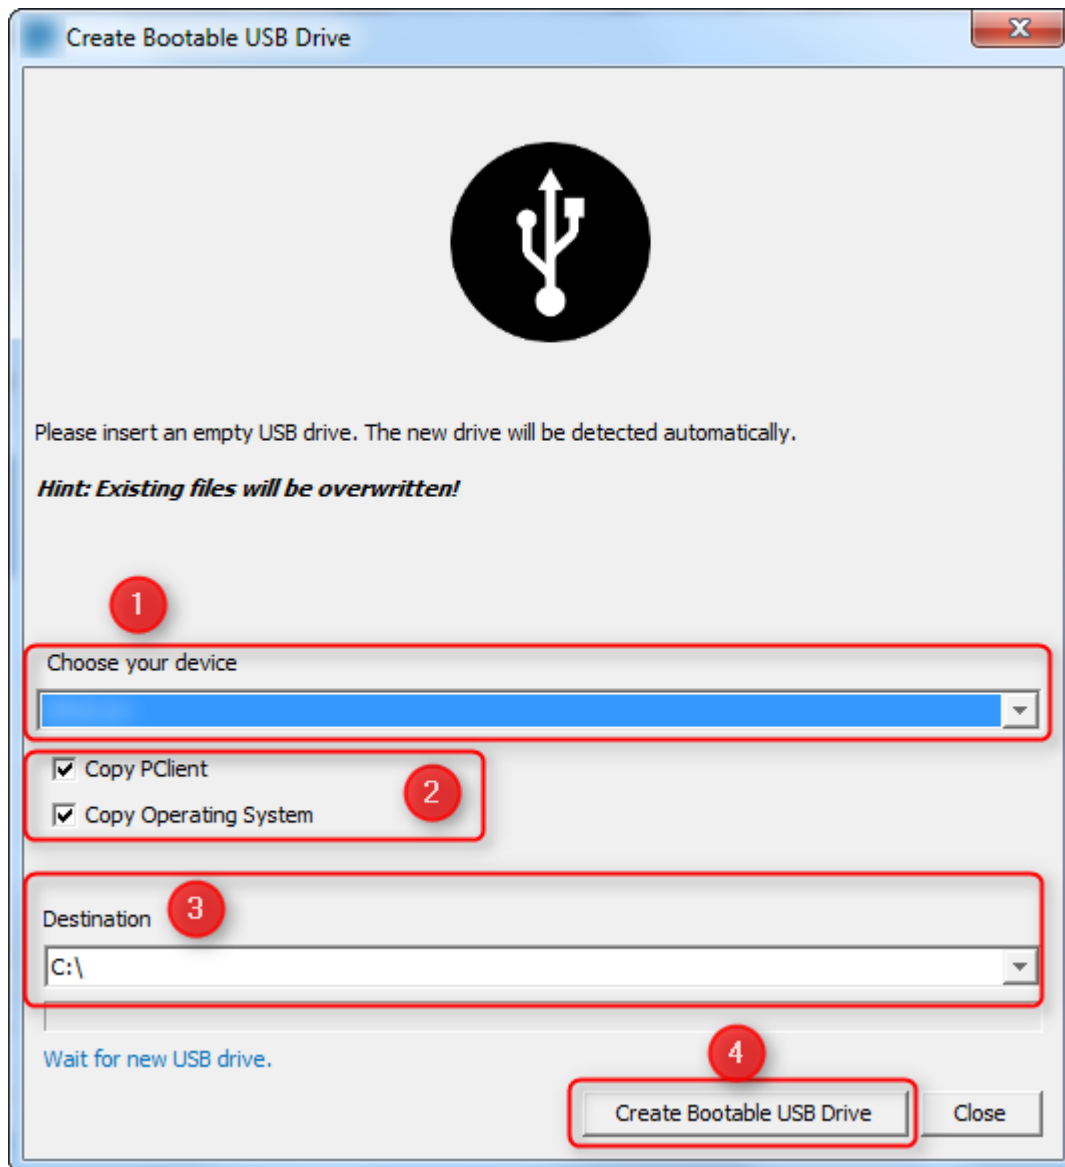 Create Bootable USB Drive
Please insert an empty USB drive. The new drive will be detected automatically.
Hint: Existing files will be overwritten!
1
Choose your device
Copy PClient
2
Copy Operating System
Destination
3
C:\
Wait for new USB drive.
4
Create Bootable USB Drive
Close